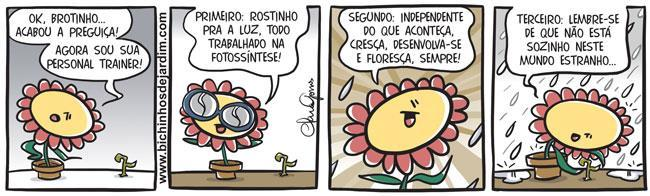 OK, BROTINHO...
ACABOU A PREGUIÇA!
AGORA SOU SUA
PERSONAL TRAINER!
www.bichinhosdejardim.com
PRIMEIRO: ROSTINHO
PRA A LUZ, TODO
TRABALHADO NA
FOTOSSÍNTESE!
SEGUNDO: INDEPENDENTE
DO QUE ACONTEÇA,
CRESÇA, DESENVOLVA-SE
E FLORESÇA, SEMPRE!
TERCEIRO: LEMBRE-SE
DE QUE NÃO ESTÁ
SOZINHO NESTE
MUNDO ESTRANHO...